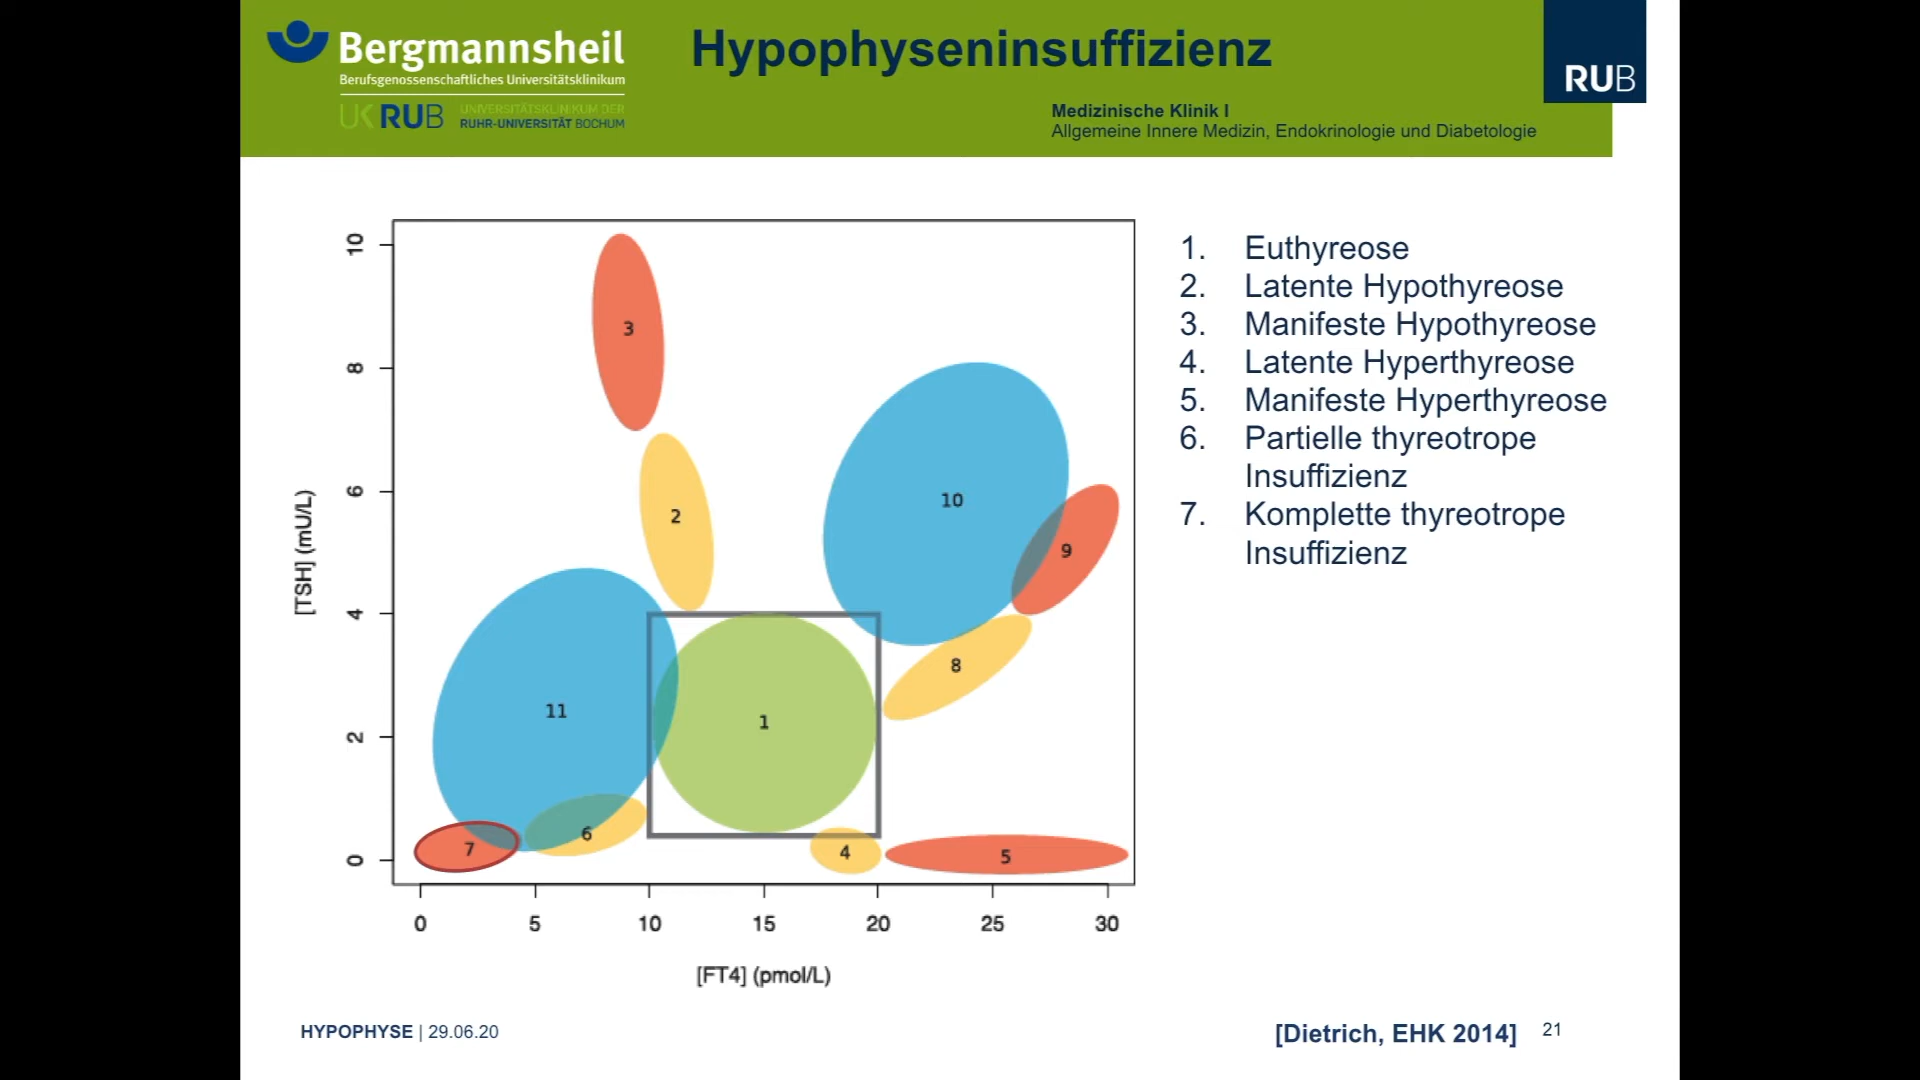 Bergmannsheil
Berufsgenossenschaftliches Universitätsklinikum
UK RUB
UNIVERSITÄTSKLINIKUM DER
RUHR-UNIVERSITÄT BOCHUM
Hypophyseninsuffizienz
Medizinische Klinik I
Allgemeine Innere Medizin, Endokrinologie und Diabetologie
RUB
[TSH] (mU/L)
10
8
6
4
2
0
3
2
10
9
8
11
1
6
7
4
5
0 5 10 15 20 25 30
[FT4] (pmol/L)
1. Euthyreose
2. Latente Hypothyreose
3. Manifeste Hypothyreose
4. Latente Hyperthyreose
5. Manifeste Hyperthyreose
6. Partielle thyreotrope
Insuffizienz
7. Komplette thyreotrope
Insuffizienz
HYPOPHYSE | 29.06.20
[Dietrich, EHK 2014]
21